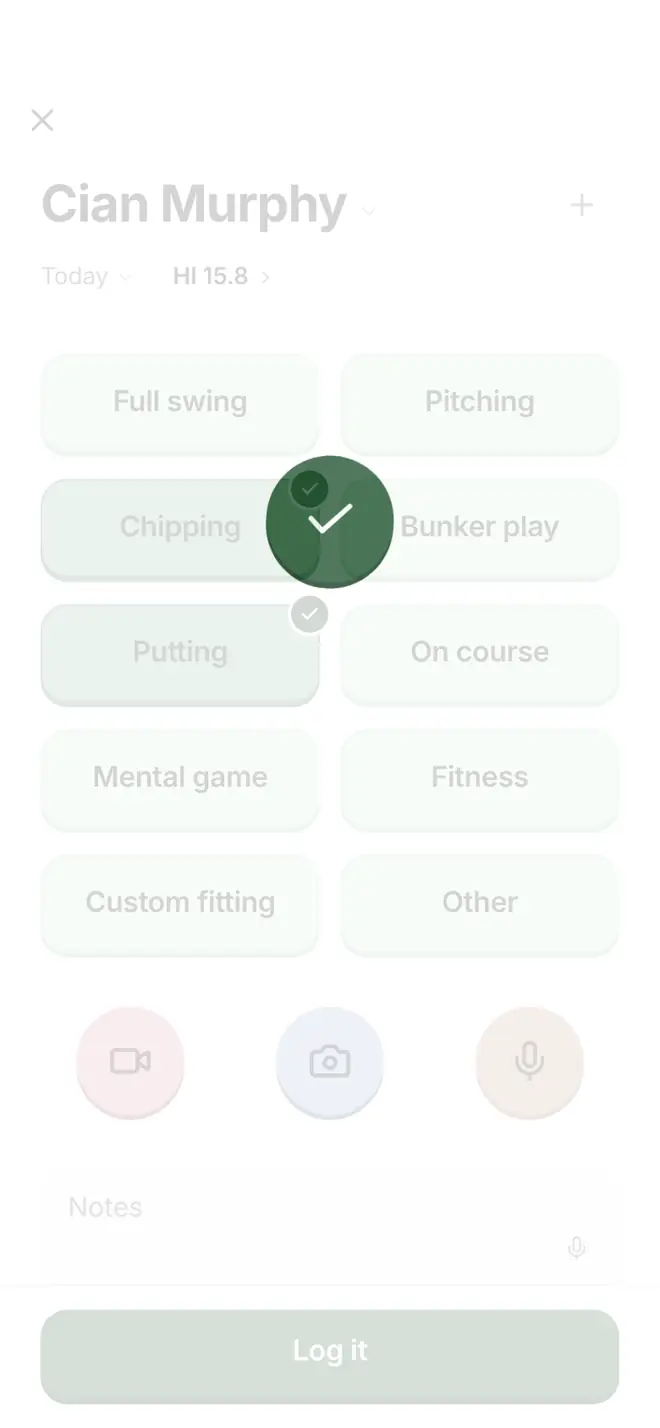 Cian Murphy
Today HI 15.8
Full swing Pitching
Chipping Bunker play
Putting On course
Mental game Fitness
Custom fitting Other
Notes
Log it